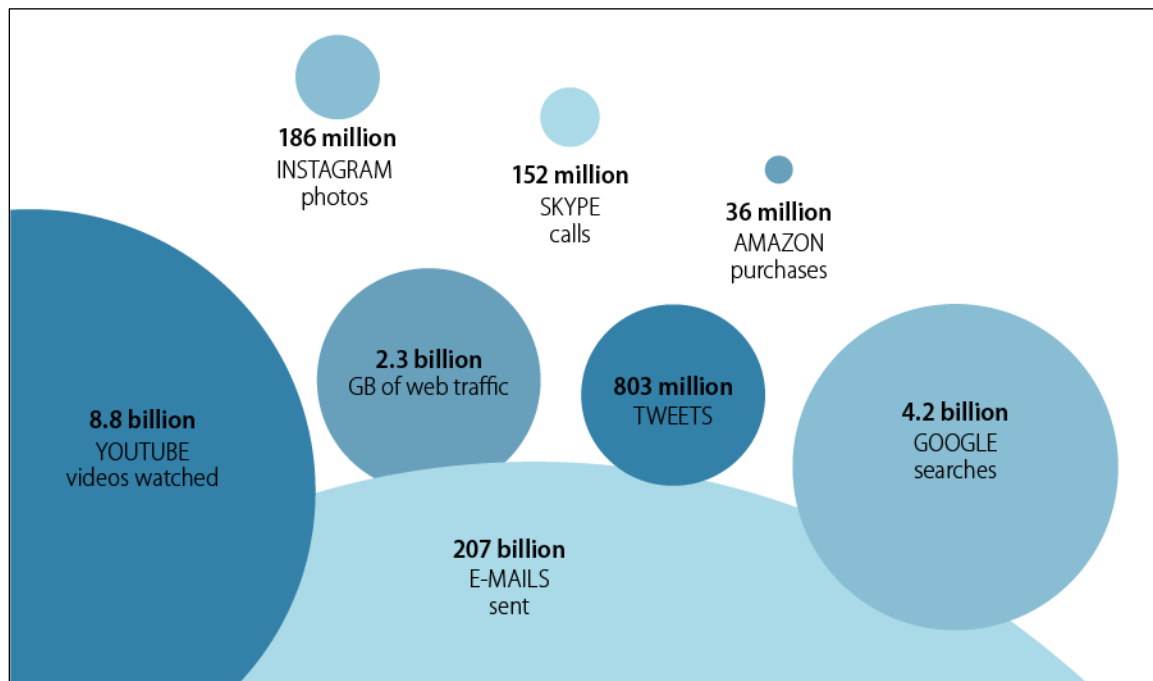 186 million
INSTAGRAM
photos
152 million
SKYPE
calls
36 million
AMAZON
purchases
8.8 billion
YOUTUBE
videos watched
2.3 billion
GB of web traffic
803 million
TWEETS
4.2 billion
GOOGLE
searches
207 billion
E-MAILS
sent